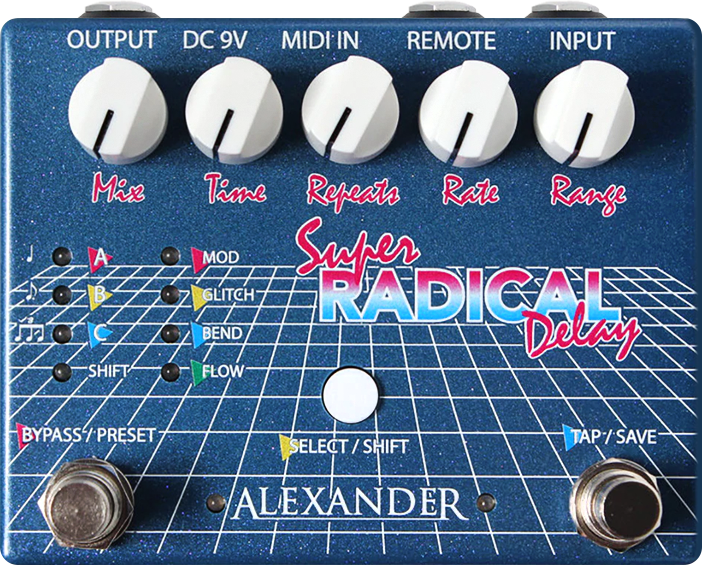 OUTPUT DC 9V MIDI IN REMOTE INPUT
Mix Time Repeats Rate Range
A MOD
B GLITCH
C BEND
SHIFT FLOW
Super
RADICAL
Delay
BYPASS / PRESET
SELECT / SHIFT
TAP / SAVE
ALEXANDER